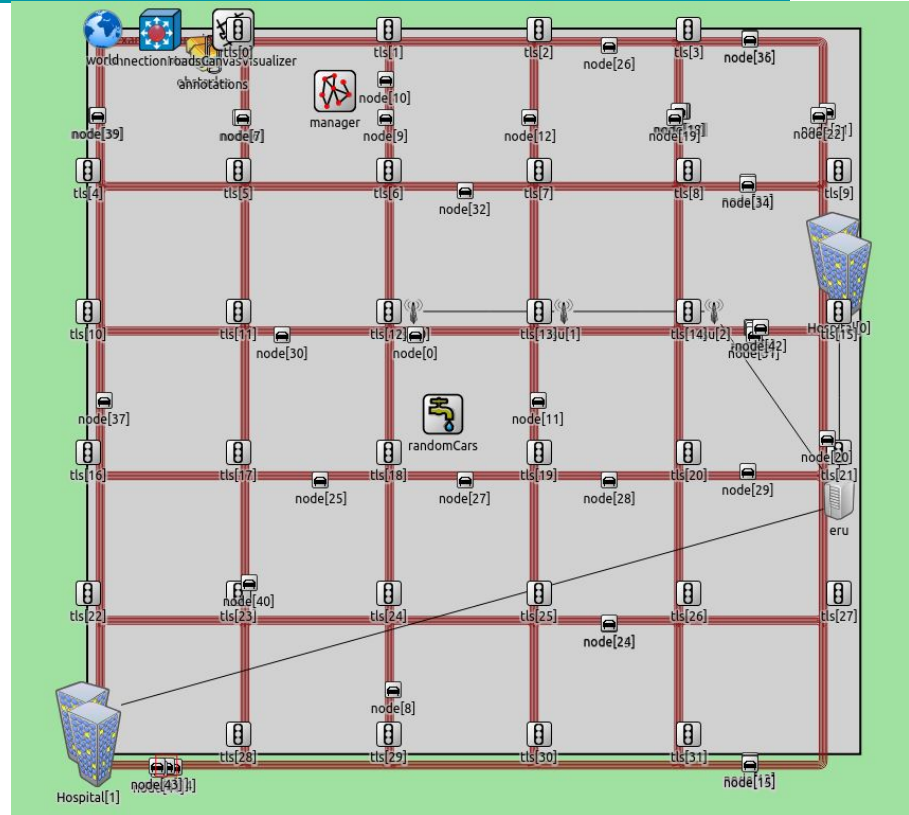 tls[0]
tls[1]
tls[2]
tls[3]
world
roadsCanvasVisualizer
annotations
node[26]
node[36]
manager
node[10]
node[39]
node[7]
node[9]
node[12]
node[19]
node[22]
tls[4]
tls[5]
tls[6]
tls[7]
tls[8]
tls[9]
node[32]
node[34]
tls[10]
tls[11]
tls[12]
tls[13]
tls[14]
tls[15]
Hospital[0]
node[30]
node[0]
node[42]
node[37]
randomCars
node[11]
tls[16]
tls[17]
tls[18]
tls[19]
tls[20]
node[20]
tls[21]
node[25]
node[27]
node[28]
node[29]
eru
tls[22]
node[40]
tls[23]
tls[24]
tls[25]
tls[26]
tls[27]
node[24]
node[8]
tls[28]
tls[29]
tls[30]
tls[31]
node[43]
node[15]
Hospital[1]